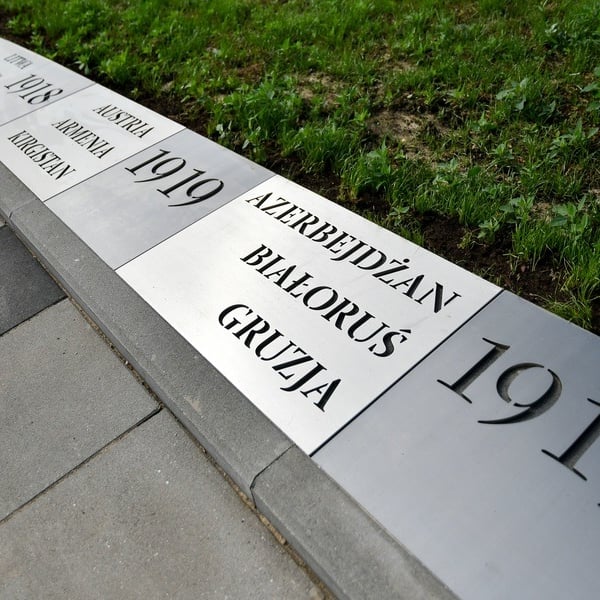 LITWA
1918
AUSTRIA
ARMENIA
KIRGISTAN
1919
AZERBEJDŻAN
BIAŁORUŚ
GRUZJA